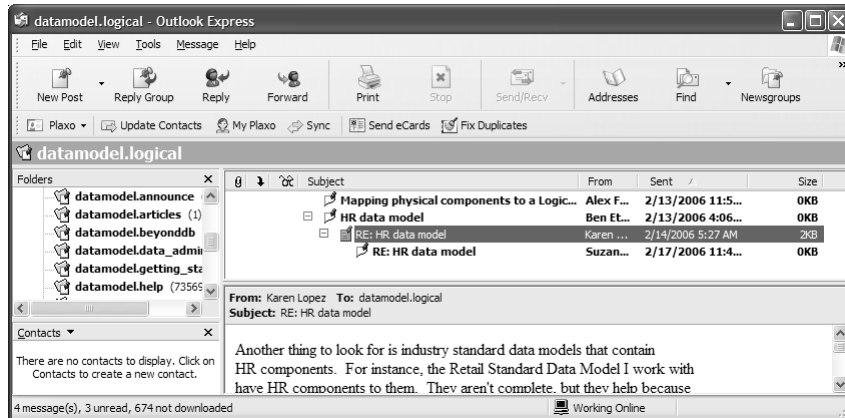 datamodel.logical - Outlook Express
File Edit View Tools Message Help
New Post Reply Group Reply Forward Print Stop Send/Recv Addresses Find Newsgroups
Plaxo Update Contacts My Plaxo Sync Send eCards Fix Duplicates
datamodel.logical
Folders
datamodel.announce
datamodel.articles (1)
datamodel.beyonddb
datamodel.data_admi
datamodel.getting_sta
datamodel.help (73569
Contacts
There are no contacts to display. Click on
Contacts to create a new contact.
Subject From Sent Size
Mapping physical components to a Logic... Alex F... 2/13/2006 11:5... 0KB
HR data model Ben Et... 2/13/2006 4:06... 0KB
RE: HR data model Karen ... 2/14/2006 5:27 AM 2KB
RE: HR data model Suzan... 2/17/2006 11:4... 0KB
From: Karen Lopez To: datamodel.logical
Subject: RE: HR data model
Another thing to look for is industry standard data models that contain
HR components. For instance, the Retail Standard Data Model I work with
have HR components to them. They aren't complete, but they help because
4 message(s), 3 unread, 674 not downloaded Working Online